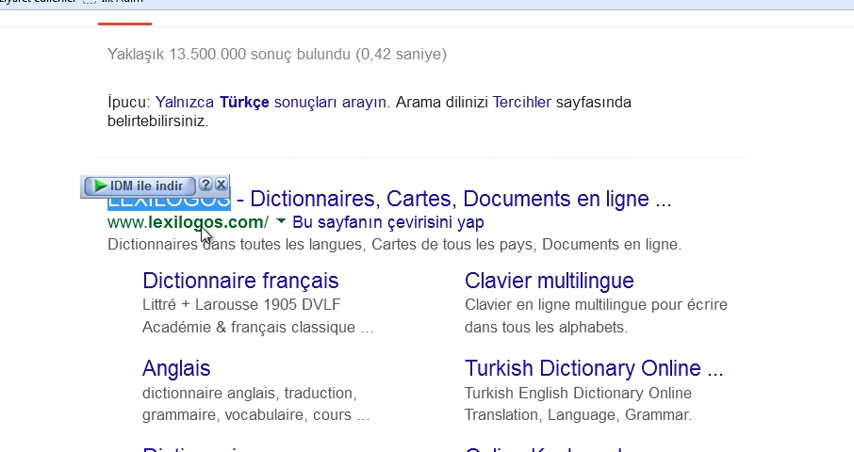 ziyaret edilenler İlk Adım
Yaklaşık 13.500.000 sonuç bulundu (0,42 saniye)
İpucu: Yalnızca Türkçe sonuçları arayın. Arama dilinizi Tercihler sayfasında
belirtebilirsiniz.
IDM ile indir ? X
LEXILOGOS - Dictionnaires, Cartes, Documents en ligne ...
www.lexilogos.com/ Bu sayfanın çevirisini yap
Dictionnaires dans toutes les langues, Cartes de tous les pays, Documents en ligne.
Dictionnaire français
Littré + Larousse 1905 DVLF
Académie & français classique ...
Clavier multilingue
Clavier en ligne multilingue pour écrire
dans tous les alphabets.
Anglais
dictionnaire anglais, traduction,
grammaire, vocabulaire, cours ...
Turkish Dictionary Online ...
Turkish English Dictionary Online
Translation, Language, Grammar.